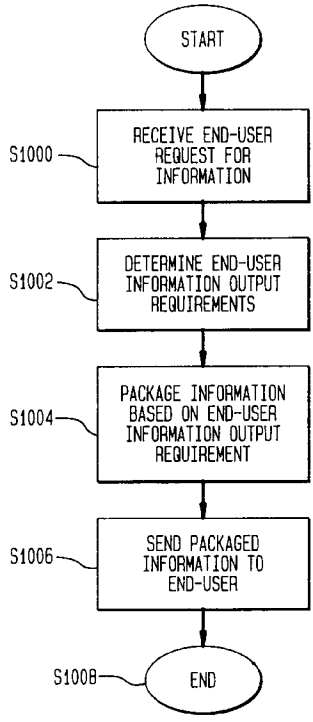 START
S1000
RECEIVE END-USER
REQUEST FOR
INFORMATION
S1002
DETERMINE END-USER
INFORMATION OUTPUT
REQUIREMENTS
S1004
PACKAGE INFORMATION
BASED ON END-USER
INFORMATION OUTPUT
REQUIREMENT
S1006
SEND PACKAGED
INFORMATION TO
END-USER
S1008
END